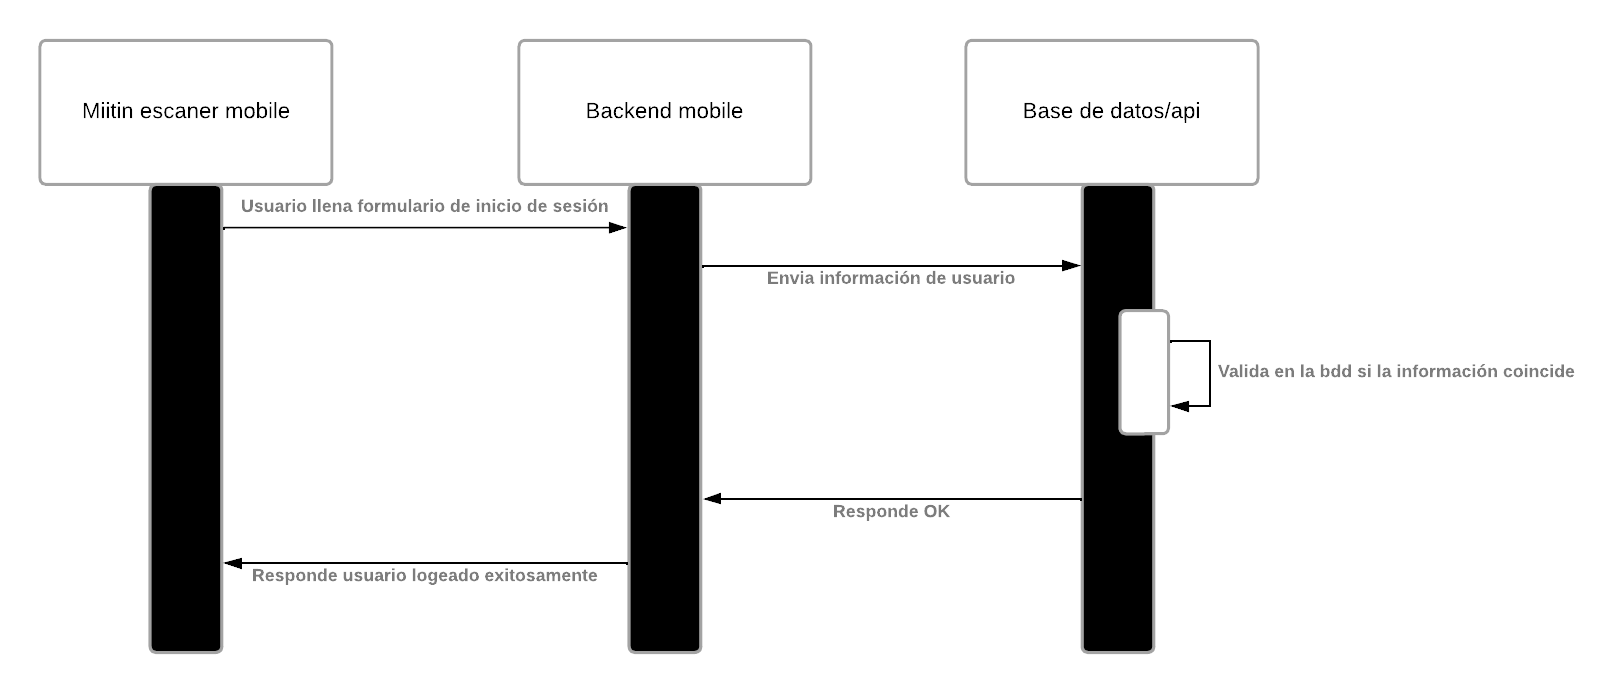 Miitin escaner mobile
Backend mobile
Base de datos/api
Usuario llena formulario de inicio de sesión
Envia información de usuario
Valida en la bdd si la información coincide
Responde OK
Responde usuario logeado exitosamente